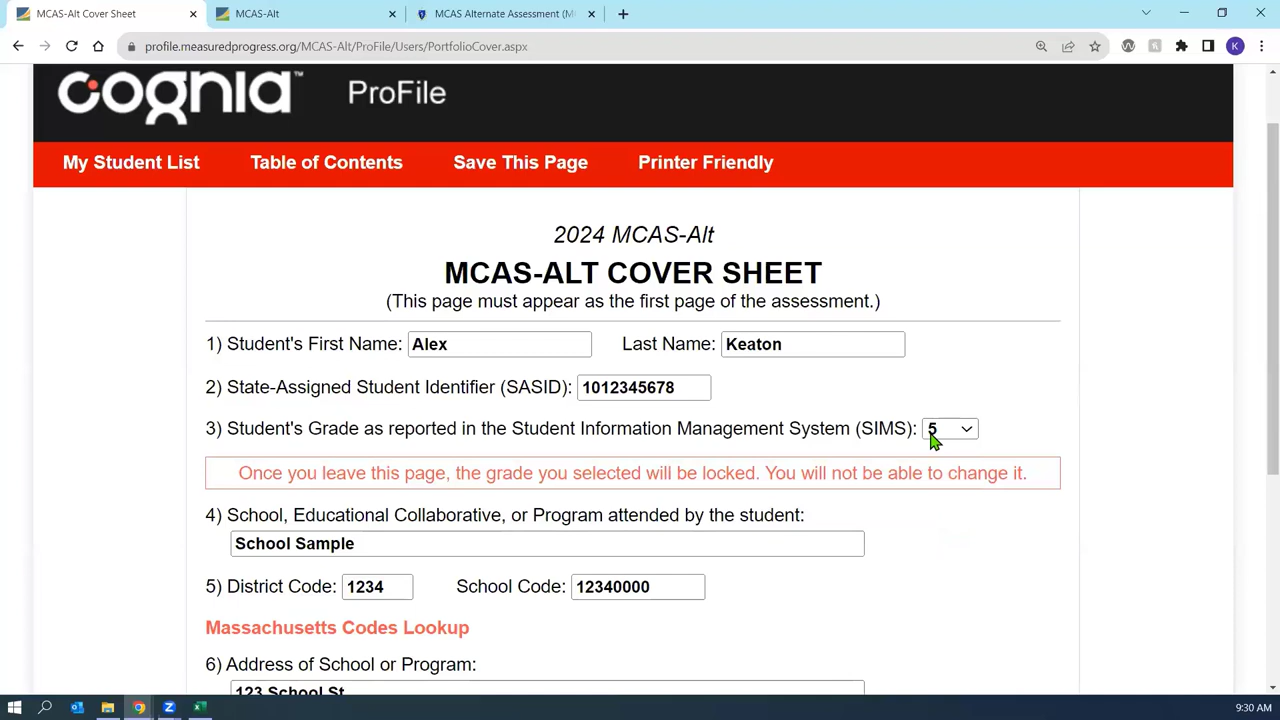 MCAS-Alt Cover Sheet
MCAS-Alt
MCAS Alternate Assessment (M
profile.measuredprogress.org/MCAS-Alt/ProFile/Users/PortfolioCover.aspx
K
cognia™ ProFile
My Student List Table of Contents Save This Page Printer Friendly
2024 MCAS-Alt
MCAS-ALT COVER SHEET
(This page must appear as the first page of the assessment.)
1) Student's First Name: Alex Last Name: Keaton
2) State-Assigned Student Identifier (SASID): 1012345678
3) Student's Grade as reported in the Student Information Management System (SIMS): 5
Once you leave this page, the grade you selected will be locked. You will not be able to change it.
4) School, Educational Collaborative, or Program attended by the student:
School Sample
5) District Code: 1234 School Code: 12340000
Massachusetts Codes Lookup
6) Address of School or Program:
123 School St
9:30 AM